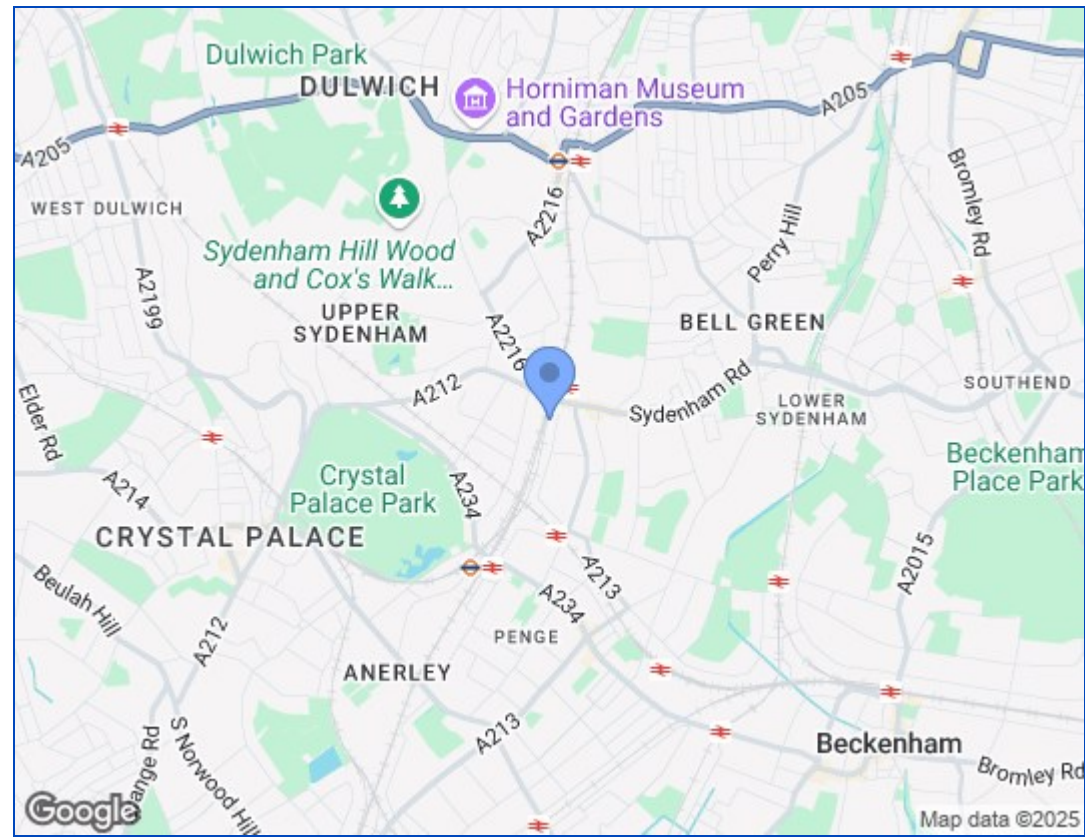 Dulwich Park
DULWICH
Horniman Museum
and Gardens
A205
A205
WEST DULWICH
A2216
Bromley Rd
Perry Hill
Sydenham Hill Wood
and Cox's Walk...
A2199
UPPER
SYDENHAM
A2216
BELL GREEN
SOUTHEND
A212
Sydenham Rd
LOWER
SYDENHAM
Elder Rd
Beckenham
Place Park
Crystal
Palace Park
A234
A214
CRYSTAL PALACE
A2015
A213
Beulah Hill
A234
A212
PENGE
ANERLEY
A213
Beckenham
S Norwood Hill
ange Rd
Bromley Rd
Google
Map data ©2025